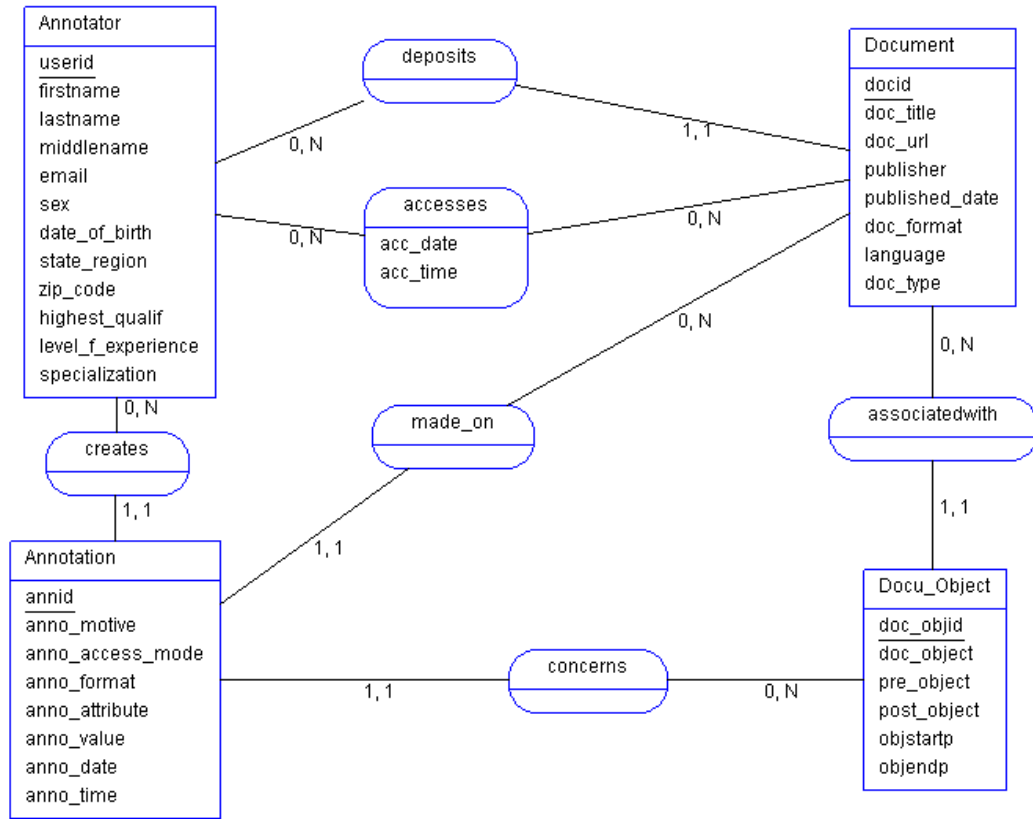 Annotator
userid
firstname
lastname
middlename
email
sex
date_of_birth
state_region
zip_code
highest_qualif
level_f_experience
specialization
deposits
0, N
1, 1
accesses
acc_date
acc_time
0, N
0, N
Document
docid
doc_title
doc_url
publisher
published_date
doc_format
language
doc_type
0, N
creates
1, 1
made_on
0, N
1, 1
0, N
associatedwith
1, 1
Annotation
annid
anno_motive
anno_access_mode
anno_format
anno_attribute
anno_value
anno_date
anno_time
concerns
1, 1
0, N
Docu_Object
doc_objid
doc_object
pre_object
post_object
objstartp
objendp